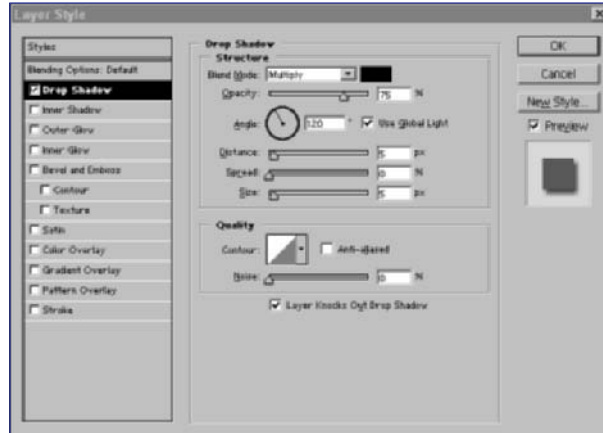 Layer Style
Styles
Blending Options: Default
Drop Shadow
Inner Shadow
Outer Glow
Inner Glow
Bevel and Emboss
Contour
Texture
Satin
Color Overlay
Gradient Overlay
Pattern Overlay
Stroke
Drop Shadow
Structure
Blend Mode: Multiply
Opacity: 75 %
Angle: 120 ° Use Global Light
Distance: 5 px
Spread: 0 %
Size: 5 px
Quality
Contour: Anti-aliased
Noise: 0 %
Layer Knocks Out Drop Shadow
OK
Cancel
New Style...
Preview